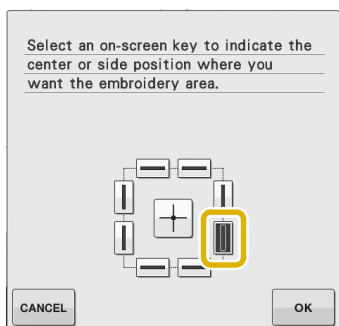 Select an on-screen key to indicate the
center or side position where you
want the embroidery area.
CANCEL
OK